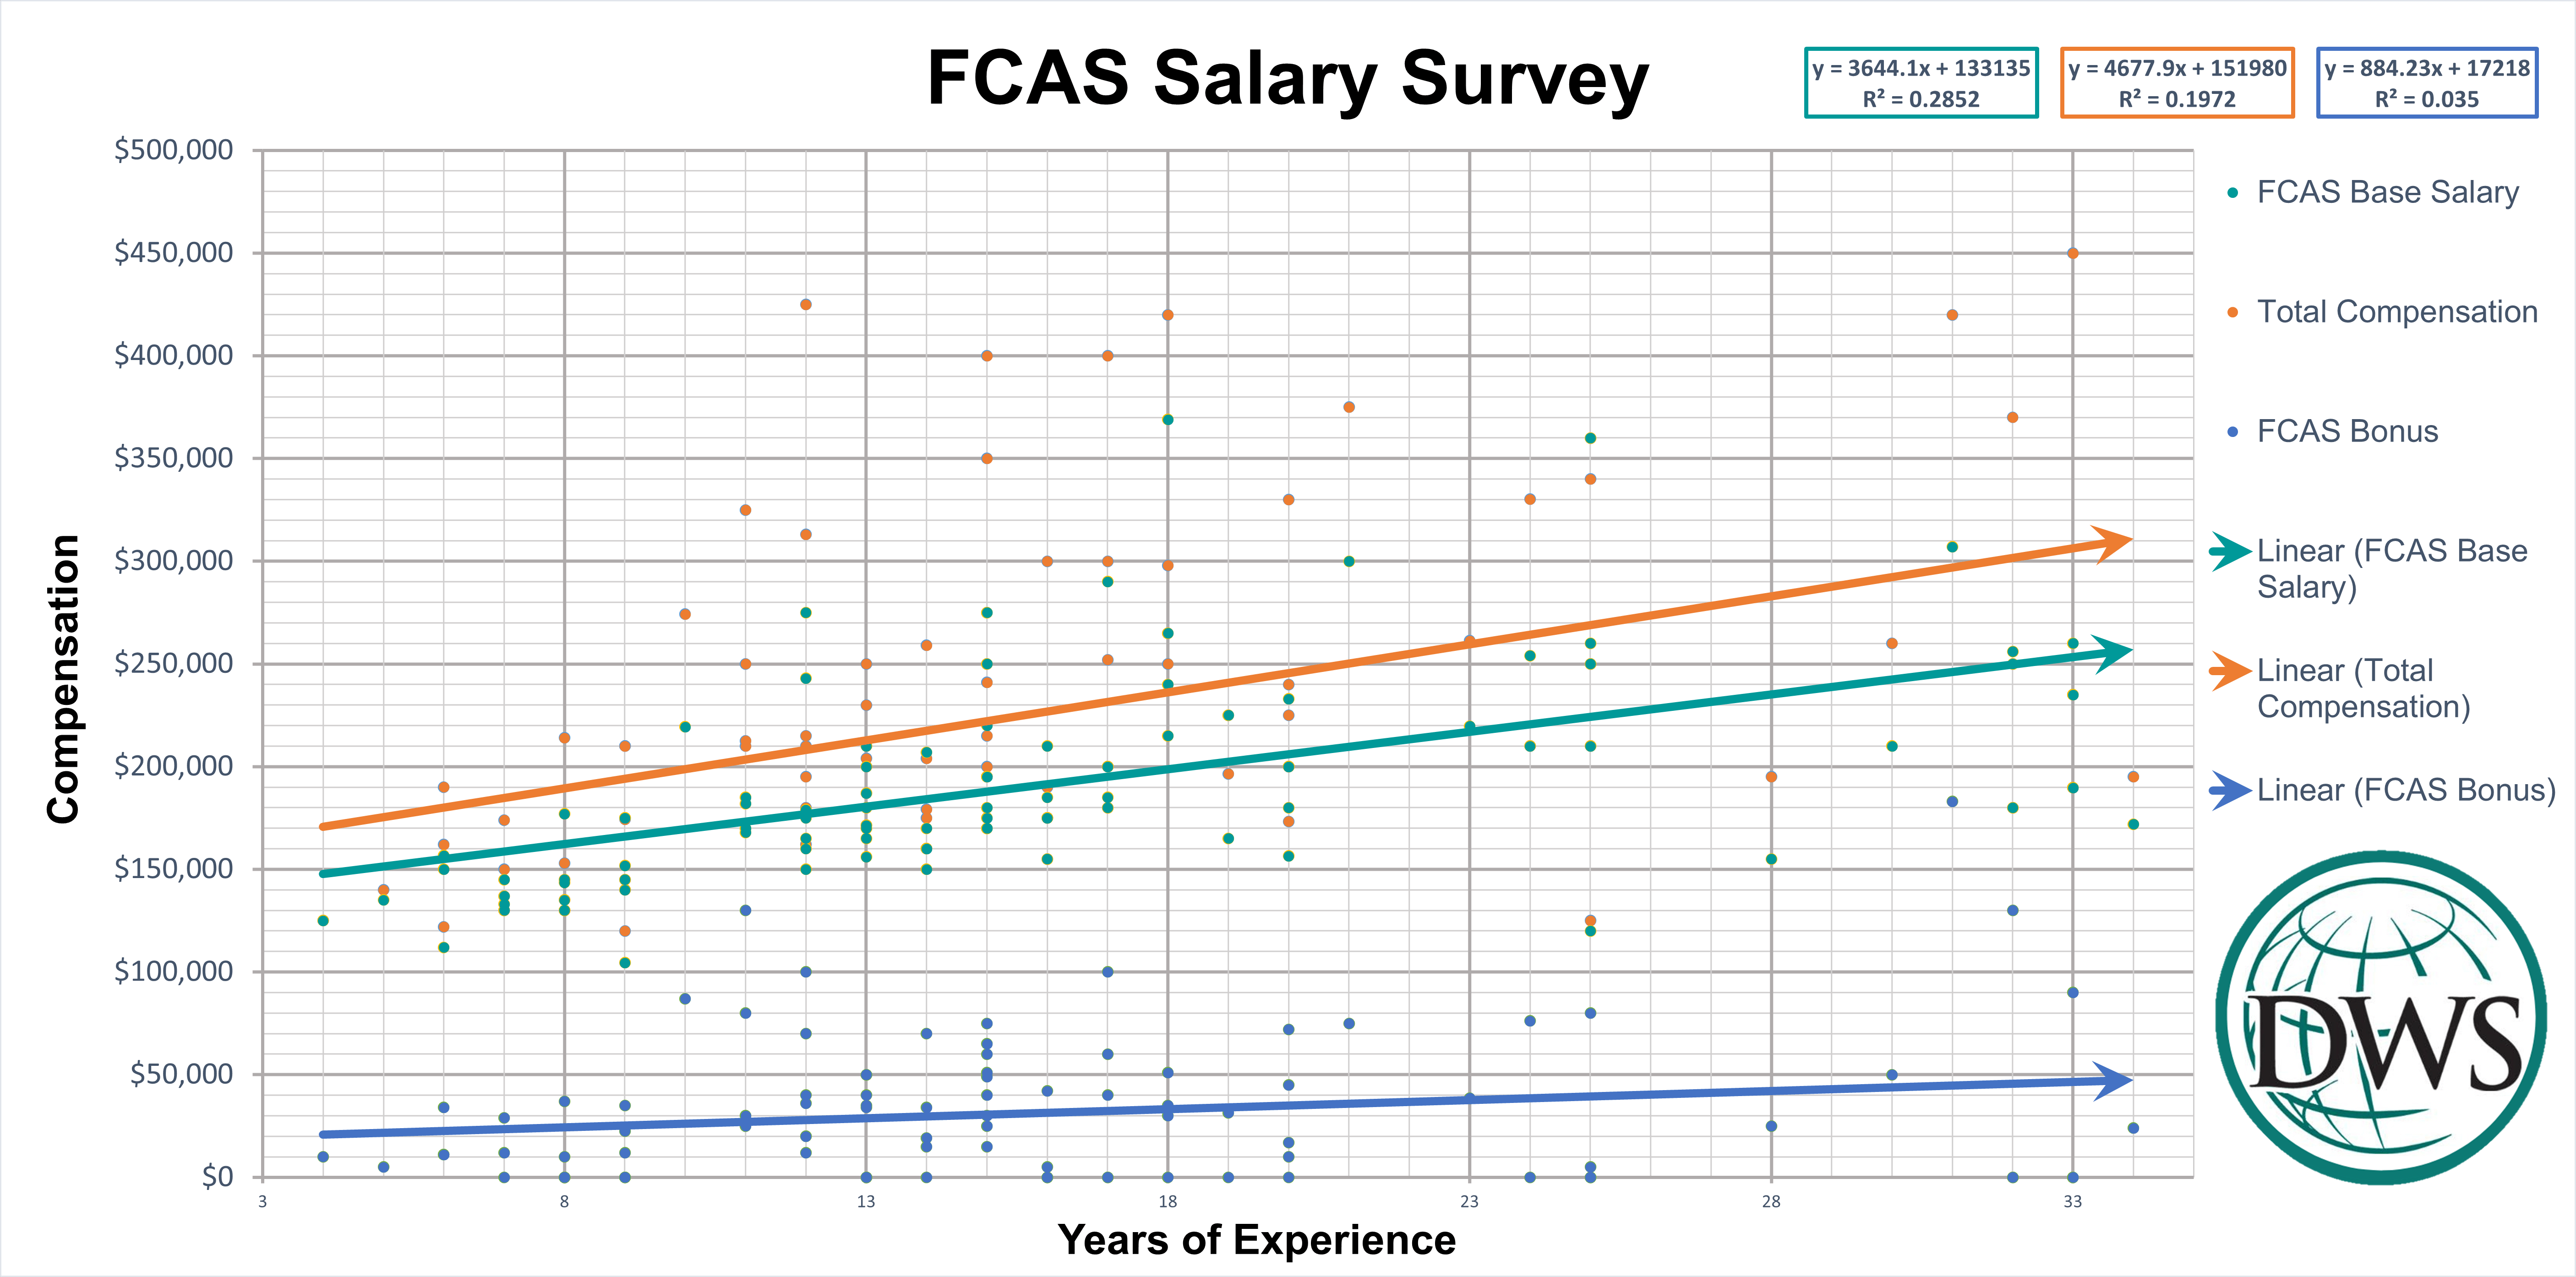 FCAS Salary Survey
y = 3644.1x + 133135
R² = 0.2852
y = 4677.9x + 151980
R² = 0.1972
y = 884.23x + 17218
R² = 0.035
$500,000
$450,000
$400,000
$350,000
$300,000
$250,000
$200,000
$150,000
$100,000
$50,000
$0
Compensation
3 8 13 18 23 28 33
Years of Experience
FCAS Base Salary
Total Compensation
FCAS Bonus
Linear (FCAS Base
Salary)
Linear (Total
Compensation)
Linear (FCAS Bonus)
DWS